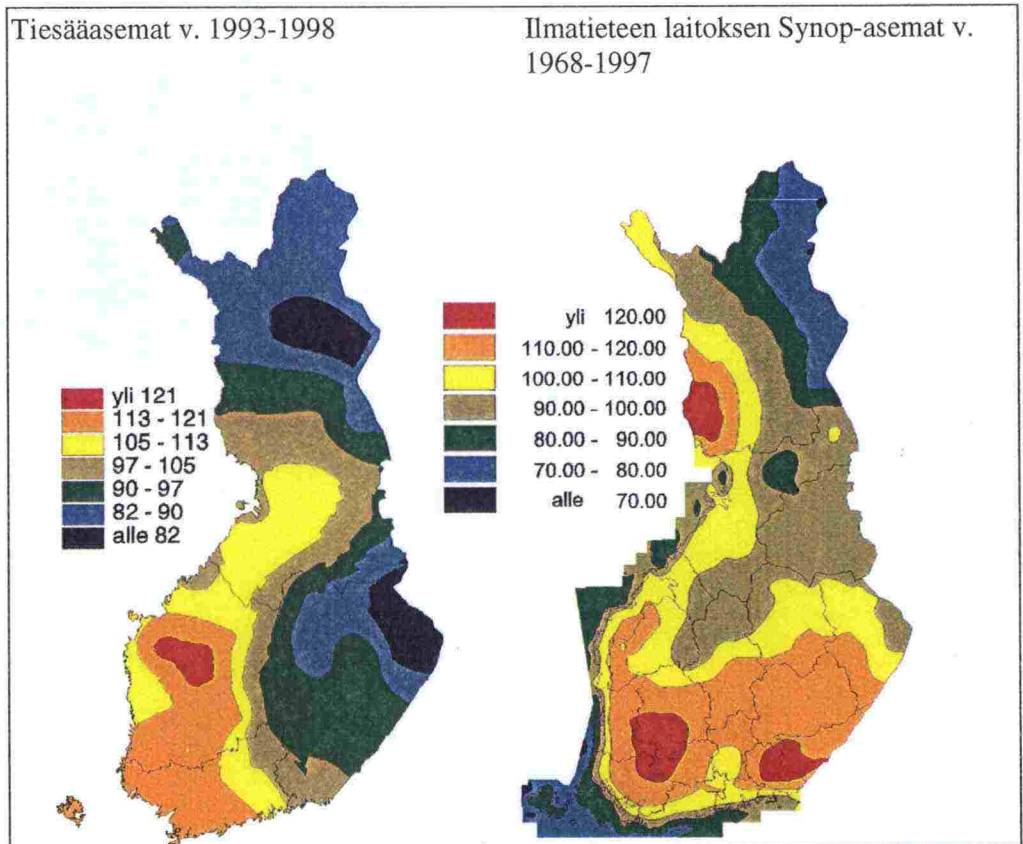 Tiesääasemat v. 1993-1998
Ilmatieteen laitoksen Synop-asemat v.
1968-1997
yli 121
113 - 121
105 - 113
97 - 105
90 - 97
82 - 90
alle 82
yli 120.00
110.00 - 120.00
100.00 - 110.00
90.00 - 100.00
80.00 - 90.00
70.00 - 80.00
alle 70.00